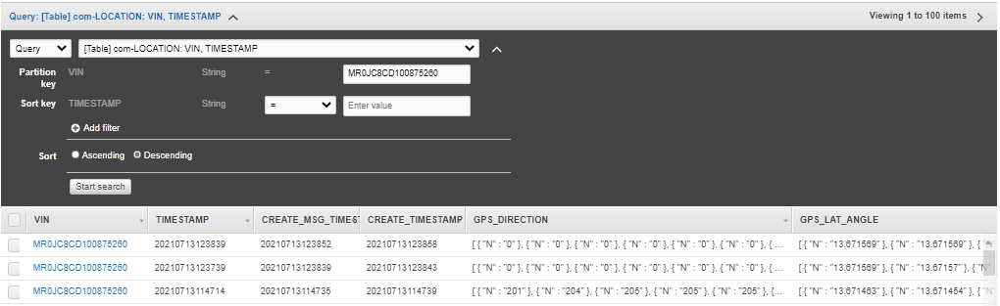 Query: [Table] com-LOCATION: VIN, TIMESTAMP
Viewing 1 to 100 items
Query [Table] com-LOCATION: VIN, TIMESTAMP
Partition key VIN String = MR0JC8CD100875260
Sort key TIMESTAMP String = Enter value
Add filter
Sort Ascending Descending
Start search
VIN TIMESTAMP CREATE_MSG_TIMEST CREATE_TIMESTAMP GPS_DIRECTION GPS_LAT_ANGLE
MR0JC8CD100875260 20210713123839 20210713123852 20210713123858 [ { "N" : "0" }, { "N" : "0" }, { "N" : "0" }, { "N" : "0" }, { "N" : "0" }, { "N" : "0" }, {... [ { "N" : "13.671569" }, { "N" : "13.671569" }, {
MR0JC8CD100875260 20210713123739 20210713123839 20210713123843 [ { "N" : "0" }, { "N" : "0" }, { "N" : "0" }, { "N" : "0" }, { "N" : "0" }, { "N" : "0" }, {... [ { "N" : "13.671569" }, { "N" : "13.67157" }, { "N"
MR0JC8CD100875260 20210713114714 20210713114735 20210713114739 [ { "N" : "201" }, { "N" : "204" }, { "N" : "205" }, { "N" : "205" }, { "N" : "205" }, {... [ { "N" : "13.671463" }, { "N" : "13.671454" }, {